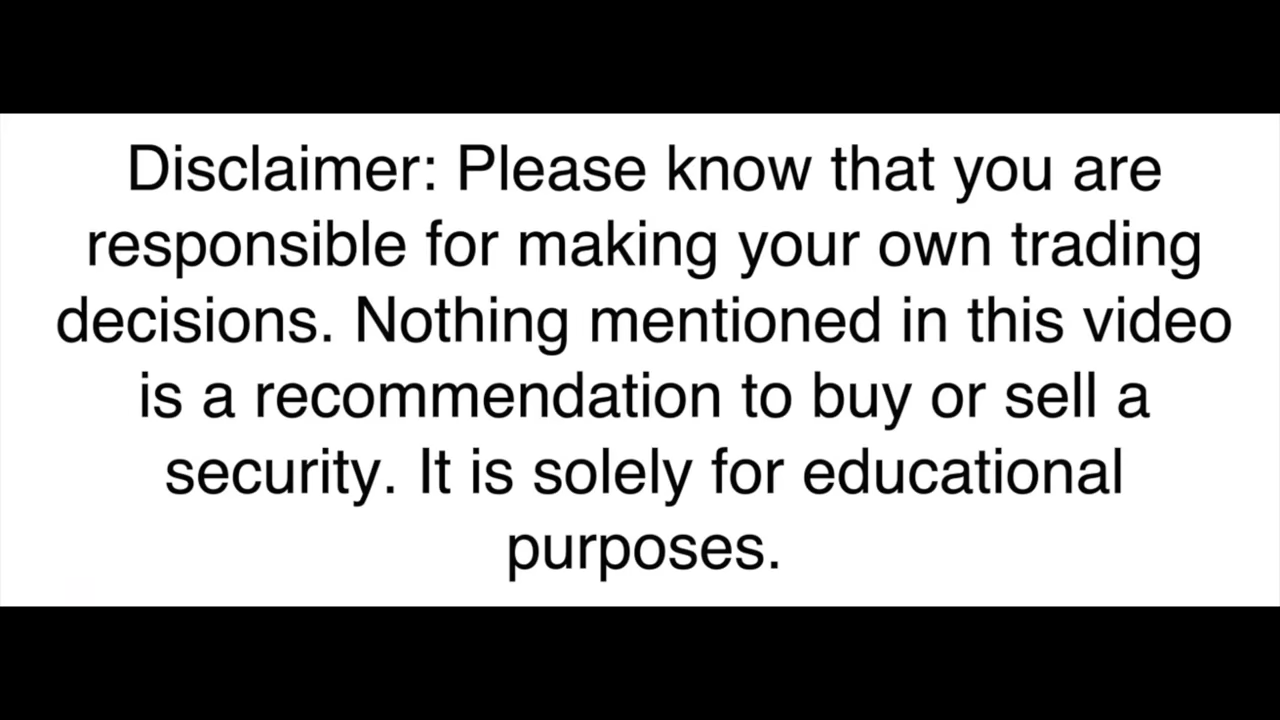 Disclaimer: Please know that you are
responsible for making your own trading
decisions. Nothing mentioned in this video
is a recommendation to buy or sell a
security. It is solely for educational
purposes.